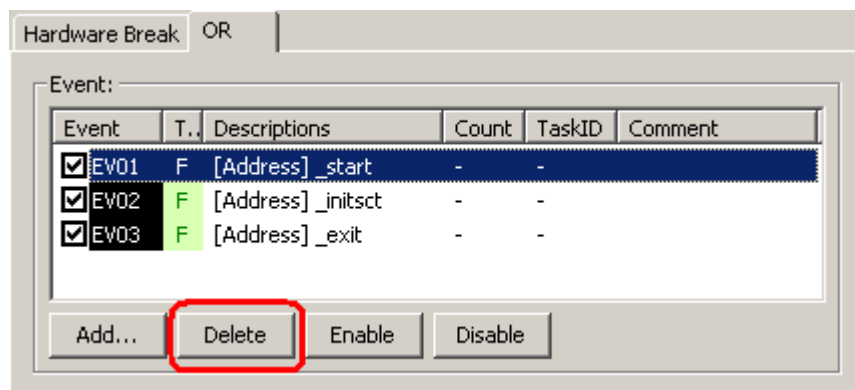 Hardware Break OR
Event:
Event T.. Descriptions Count TaskID Comment
EV01 F [Address] _start - -
EV02 F [Address] _initsct - -
EV03 F [Address] _exit - -
Add... Delete Enable Disable